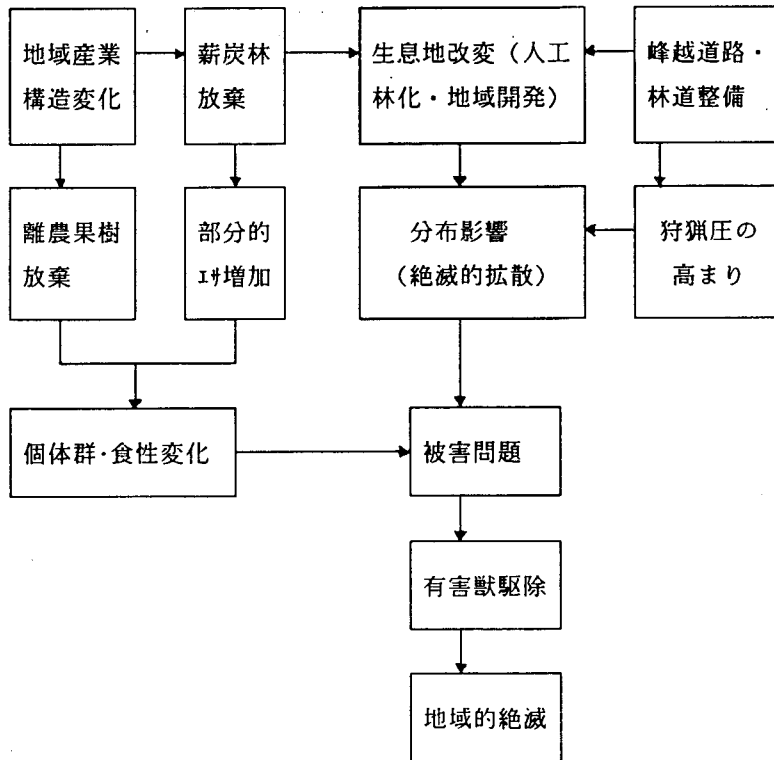 地域産業
構造変化
薪炭林
放棄
生息地改変（人工
林化・地域開発）
峰越道路・
林道整備
離農果樹
放棄
部分的
ｴｻ増加
分布影響
（絶滅的拡散）
狩猟圧の
高まり
個体群・食性変化
被害問題
有害獣駆除
地域的絶滅